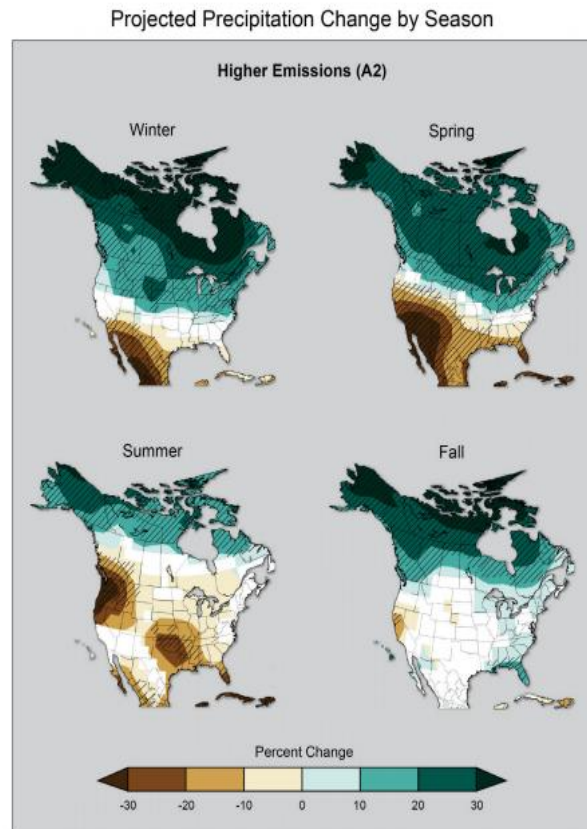 Projected Precipitation Change by Season
Higher Emissions (A2)
Winter
Spring
Summer
Fall
Percent Change
-30 -20 -10 0 10 20 30